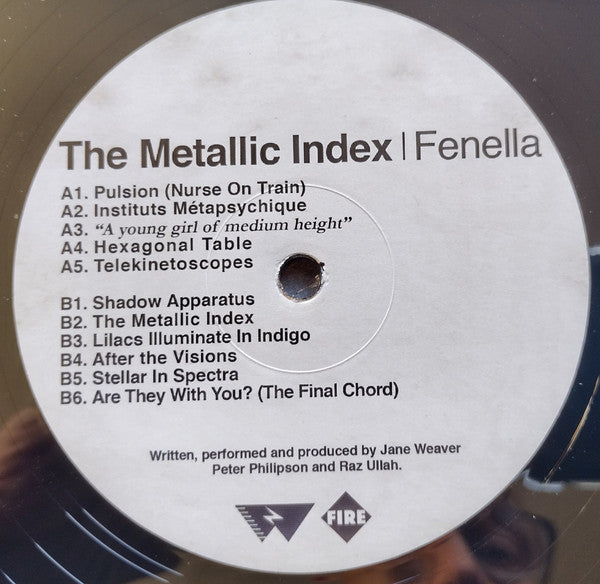 The Metallic Index | Fenella
A1. Pulsion (Nurse On Train)
A2. Instituts Métapsychique
A3. “A young girl of medium height”
A4. Hexagonal Table
A5. Telekinetoscopes
B1. Shadow Apparatus
B2. The Metallic Index
B3. Lilacs Illuminate In Indigo
B4. After the Visions
B5. Stellar In Spectra
B6. Are They With You? (The Final Chord)
Written, performed and produced by Jane Weaver
Peter Philipson and Raz Ullah.
FIRE